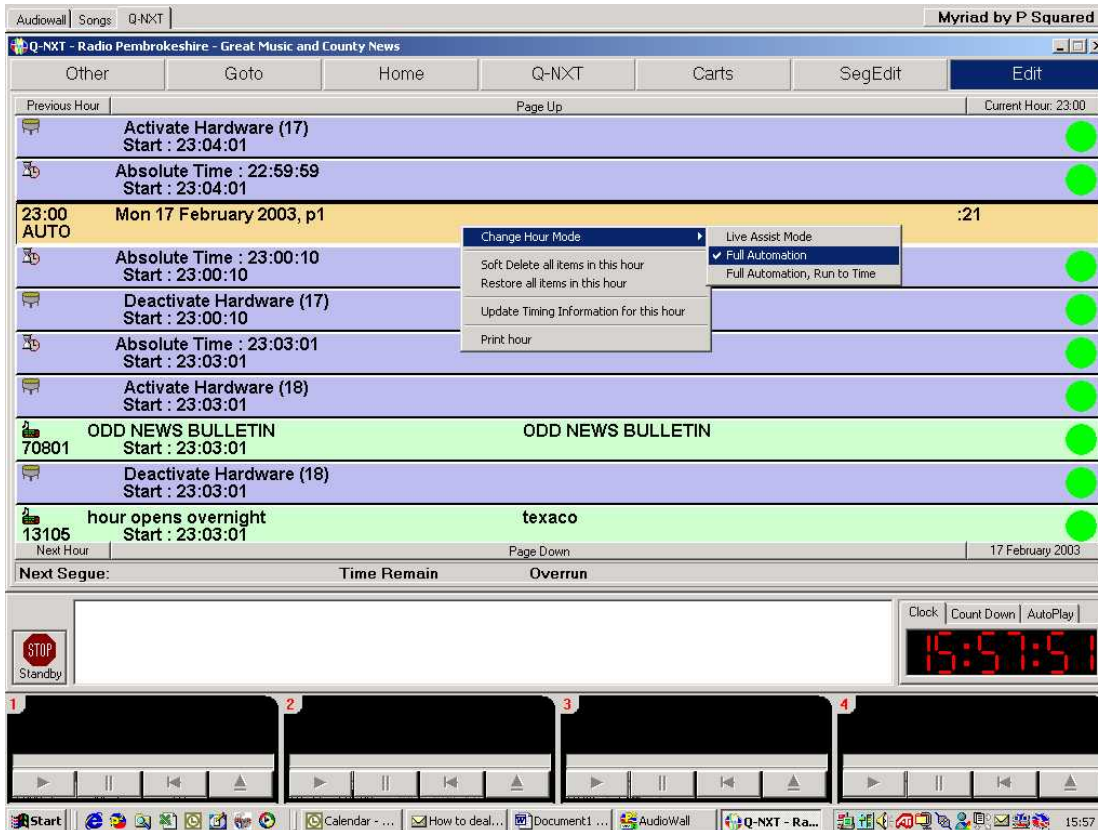 Audiowall Songs Q-NXT Myriad by P Squared
Q-NXT - Radio Pembrokeshire - Great Music and County News
Other Goto Home Q-NXT Carts SegEdit Edit
Previous Hour Page Up Current Hour: 23:00
Activate Hardware (17)
Start : 23:04:01
Absolute Time : 22:59:59
Start : 23:04:01
23:00 Mon 17 February 2003, p1 :21
AUTO
Change Hour Mode
Soft Delete all items in this hour
Restore all items in this hour
Update Timing Information for this hour
Print hour
Live Assist Mode
Full Automation
Full Automation, Run to Time
Absolute Time : 23:00:10
Start : 23:00:10
Deactivate Hardware (17)
Start : 23:00:10
Absolute Time : 23:03:01
Start : 23:03:01
Activate Hardware (18)
Start : 23:03:01
ODD NEWS BULLETIN ODD NEWS BULLETIN
70801 Start : 23:03:01
Deactivate Hardware (18)
Start : 23:03:01
hour opens overnight texaco
13105 Start : 23:03:01
Next Hour Page Down 17 February 2003
Next Segue: Time Remain Overrun
Clock Count Down AutoPlay
STOP
Standby
15:57:51
1 2 3 4
Start Calendar - ... How to deal... Document1 ... AudioWall Q-NXT - Ra... 15:57